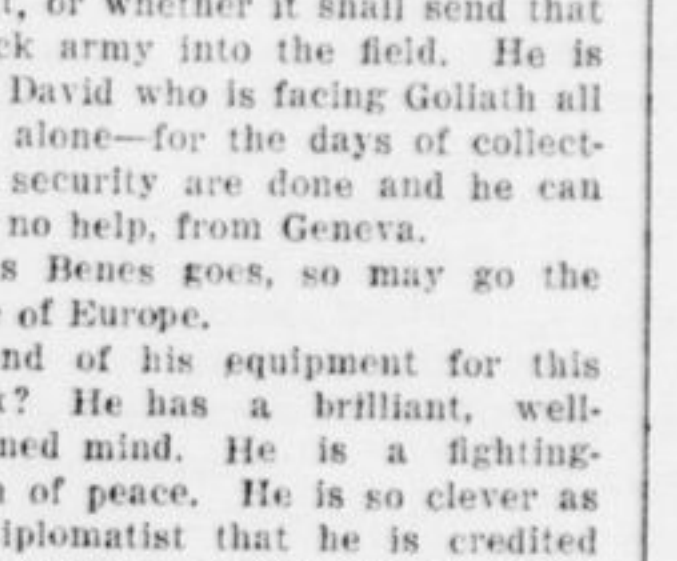 t, or whether it shall send that
ck army into the field. He is
David who is facing Goliath all
alone—for the days of collect-
security are done and he can
no help, from Geneva.
s Benes goes, so may go the
of Europe.
nd of his equipment for this
? He has a brilliant, well-
ned mind. He is a fighting-
of peace. He is so clever as
iplomatist that he is credited